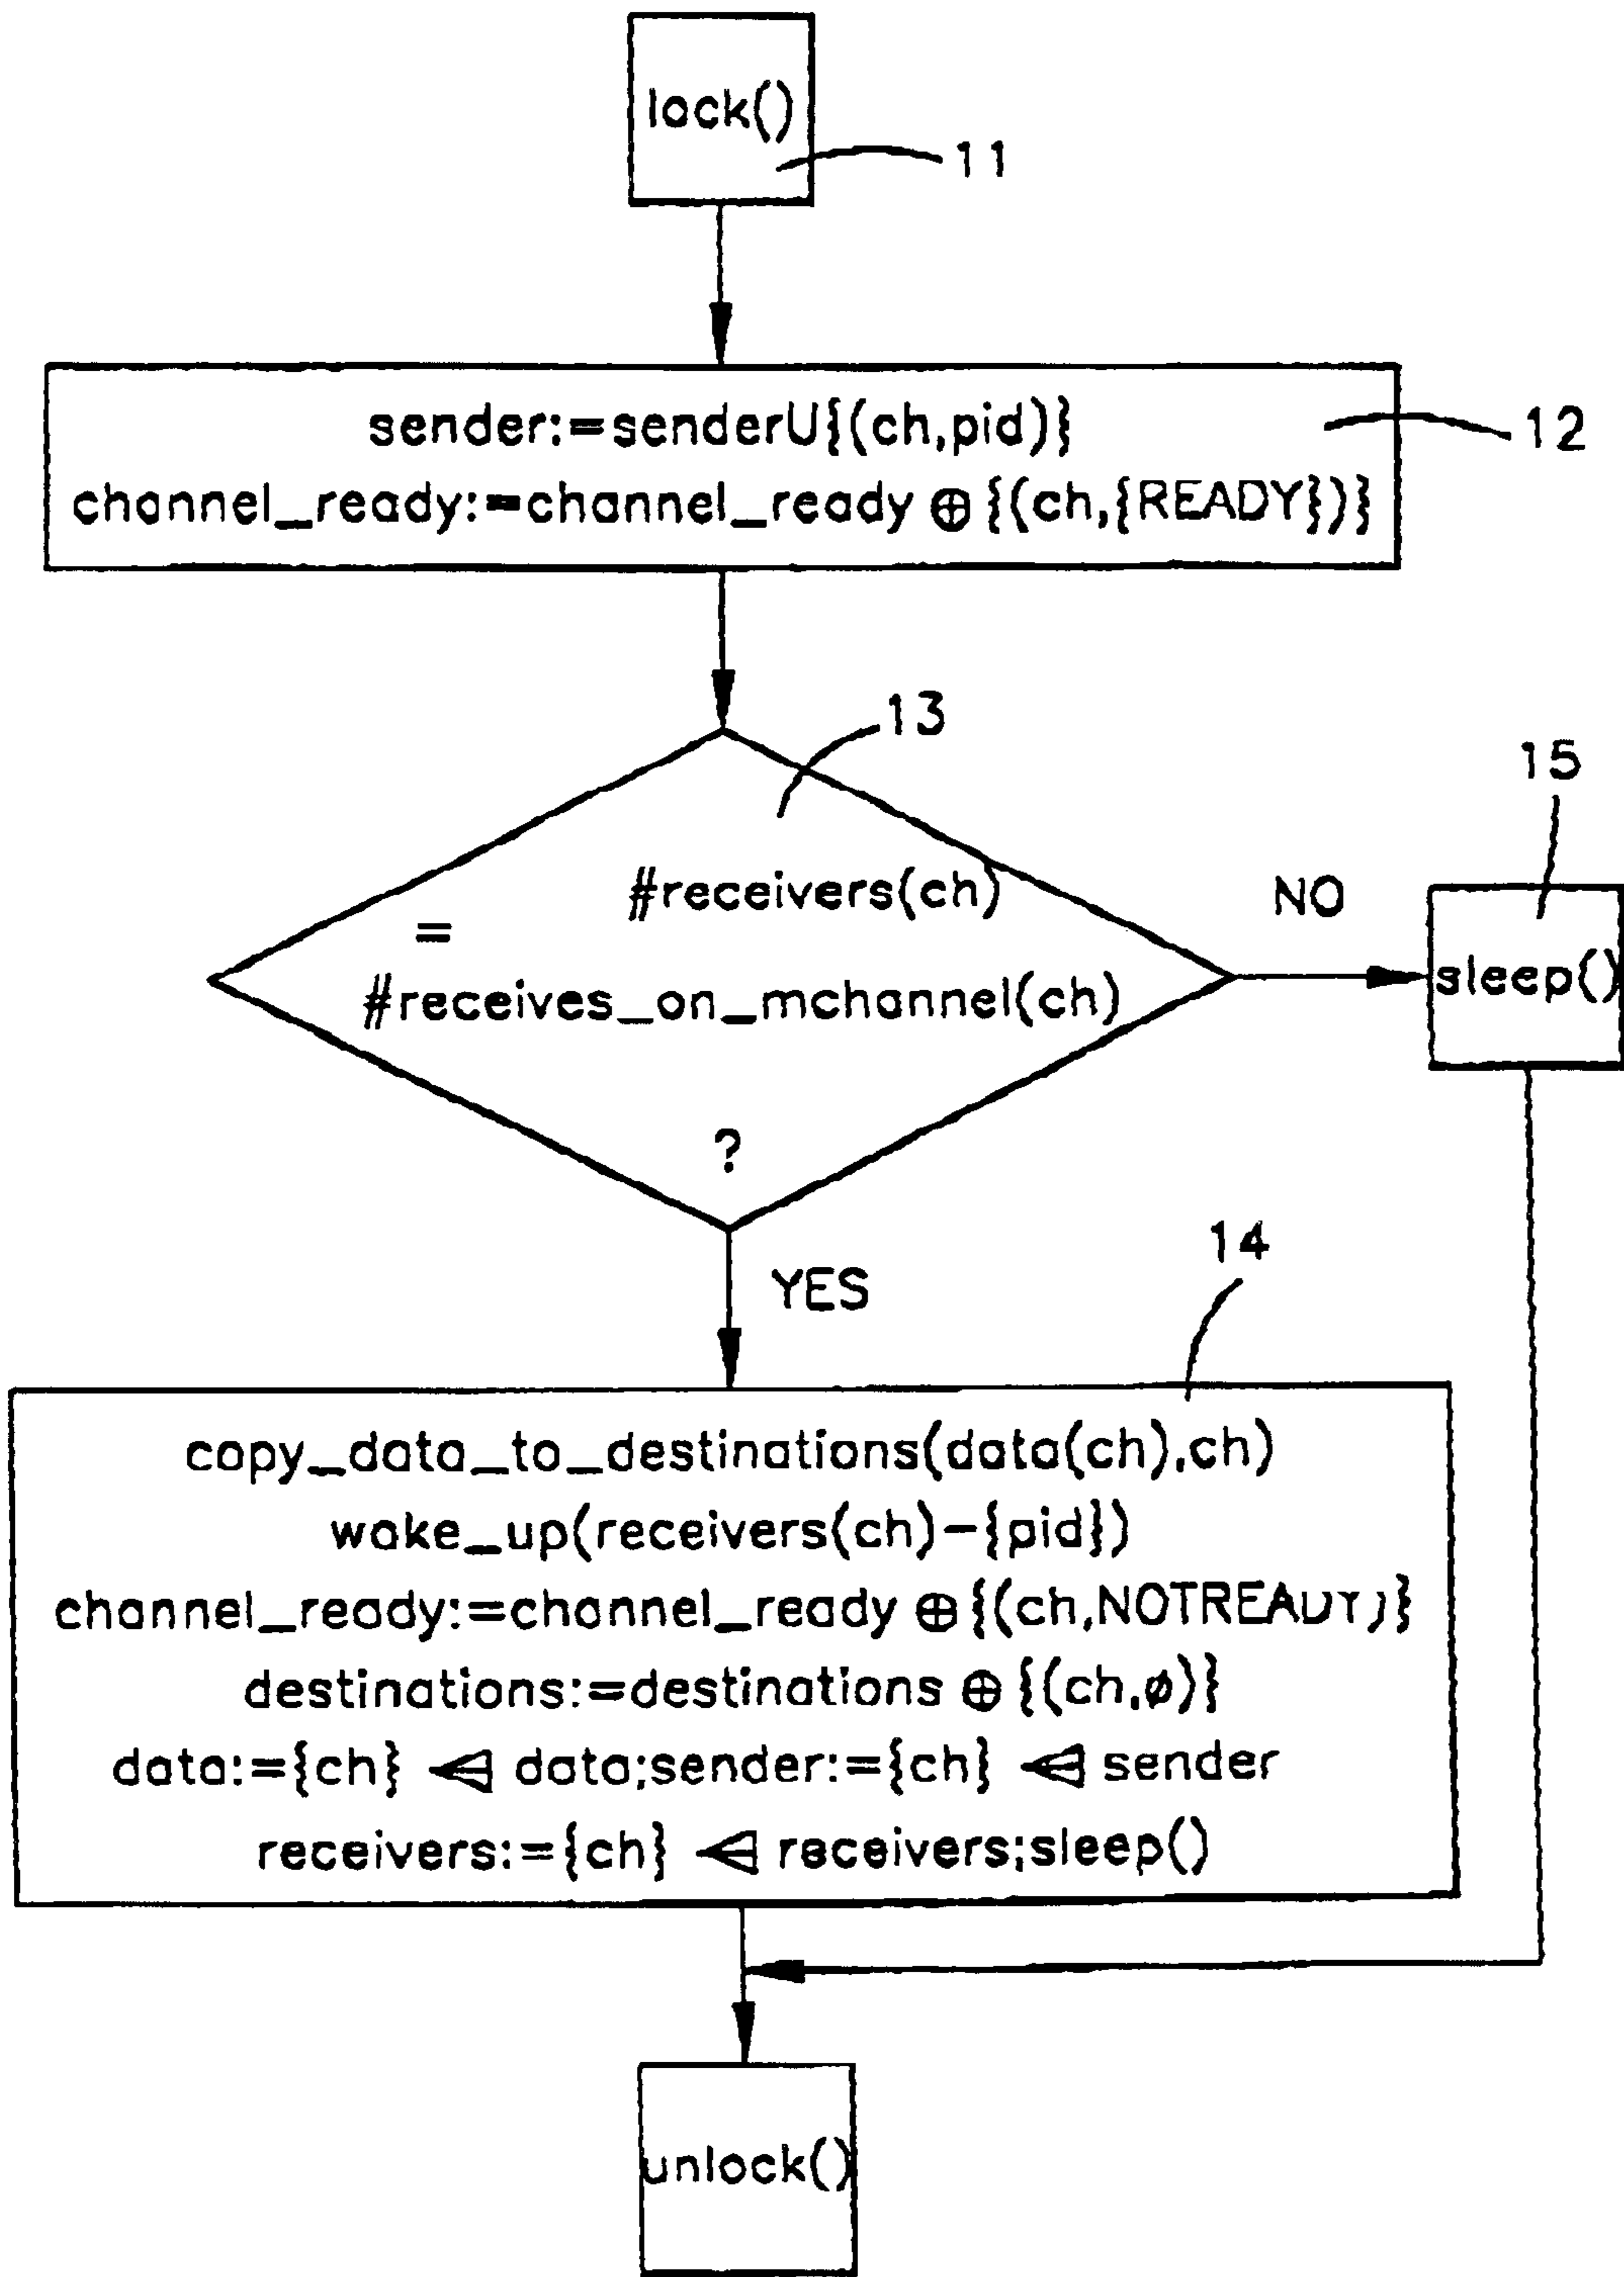 lock()
11
sender:=senderU{(ch,pid)}
12
channel_ready:=channel_ready ⊕ {(ch,{READY})}
13
15
#receivers(ch)
NO
=
sleep()
#receives_on_mchannel(ch)
?
14
YES
copy_data_to_destinations(data(ch),ch)
wake_up(receivers(ch)-{pid})
channel_ready:=channel_ready ⊕ {(ch,NOTREADY)}
destinations:=destinations ⊕ {(ch,ø)}
data:={ch} ⩤ data;sender:={ch} ⩤ sender
receivers:={ch} ⩤ receivers;sleep()
unlock()